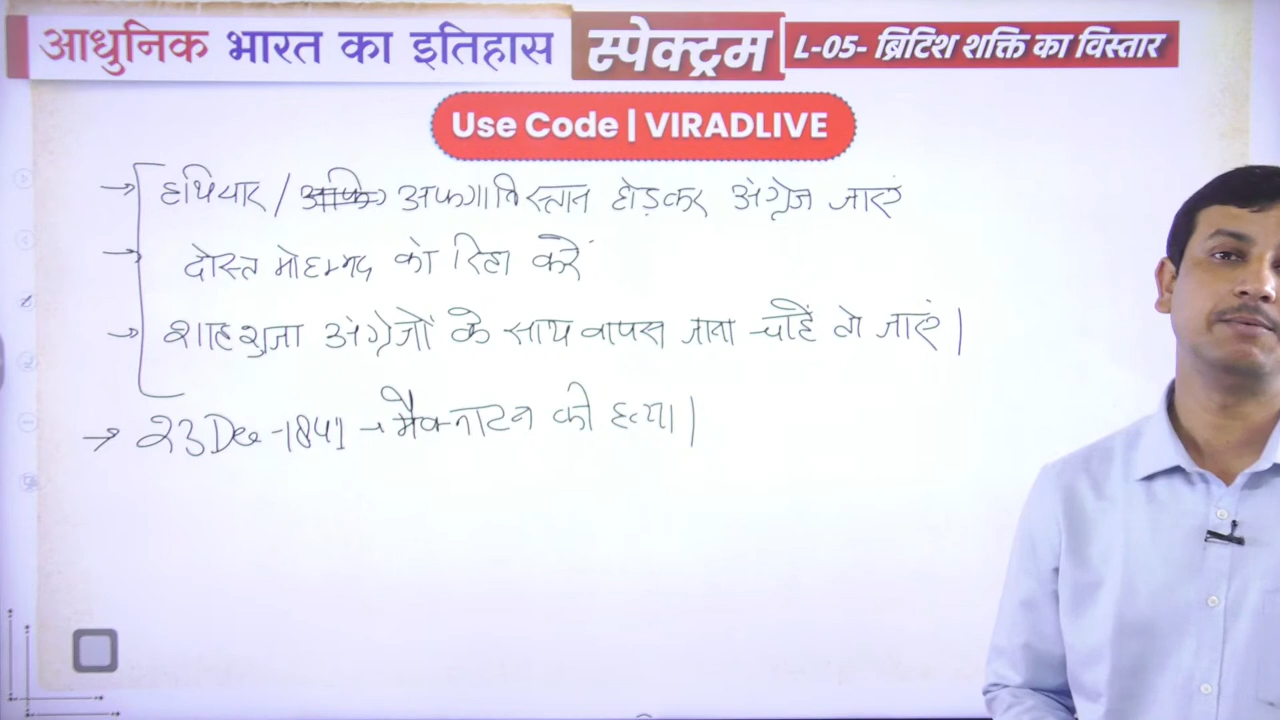 आधुनिक भारत का इतिहास स्पेक्ट्रम L-05- ब्रिटिश शक्ति का विस्तार
Use Code | VIRADLIVE
→ हथियार / अफगानिस्तान छोड़कर अंग्रेज जाएं
→ दोस्त मोहम्मद को रिहा करें
→ शाहशुजा अंग्रेजों के साथ वापस जाना चाहें तो जाएं।
→ 23 Dec - 1841 → मैकनाटन की हत्या।